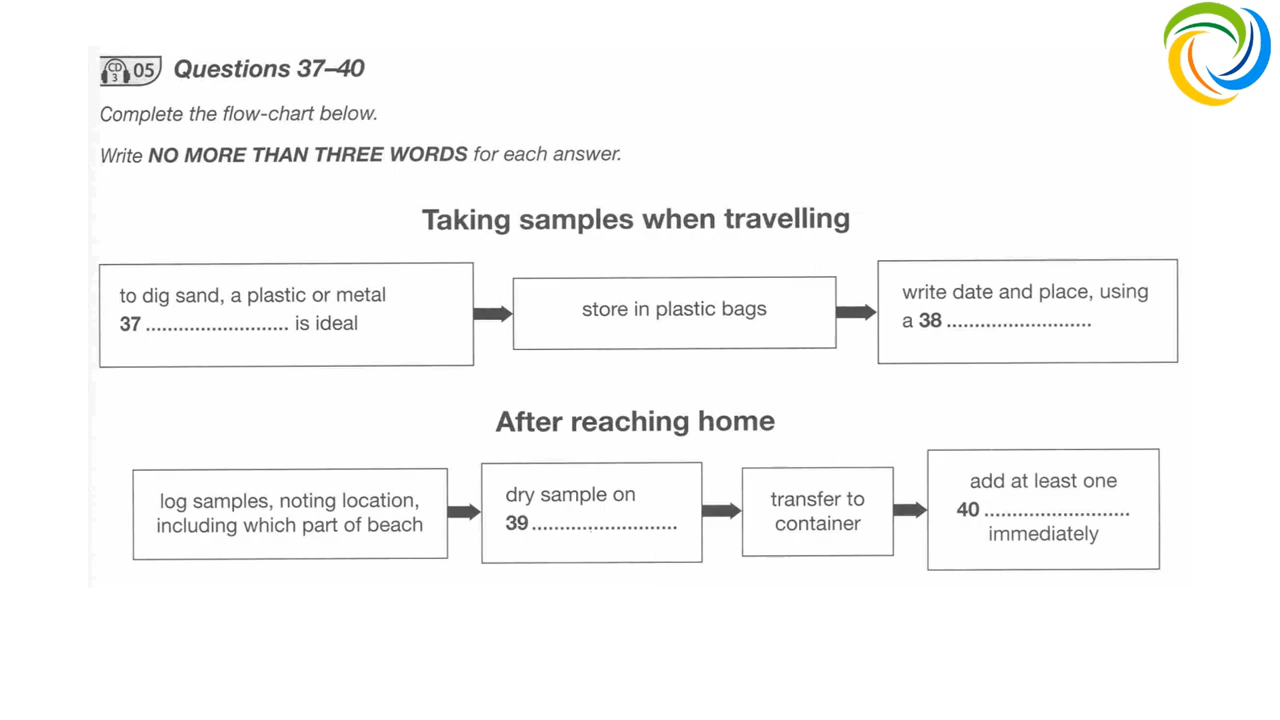 CD 3 05 Questions 37–40
Complete the flow-chart below.
Write NO MORE THAN THREE WORDS for each answer.
Taking samples when travelling
to dig sand, a plastic or metal
37 .......................... is ideal
store in plastic bags
write date and place, using
a 38 ...........................
After reaching home
log samples, noting location,
including which part of beach
dry sample on
39 ...........................
transfer to
container
add at least one
40 ...........................
immediately